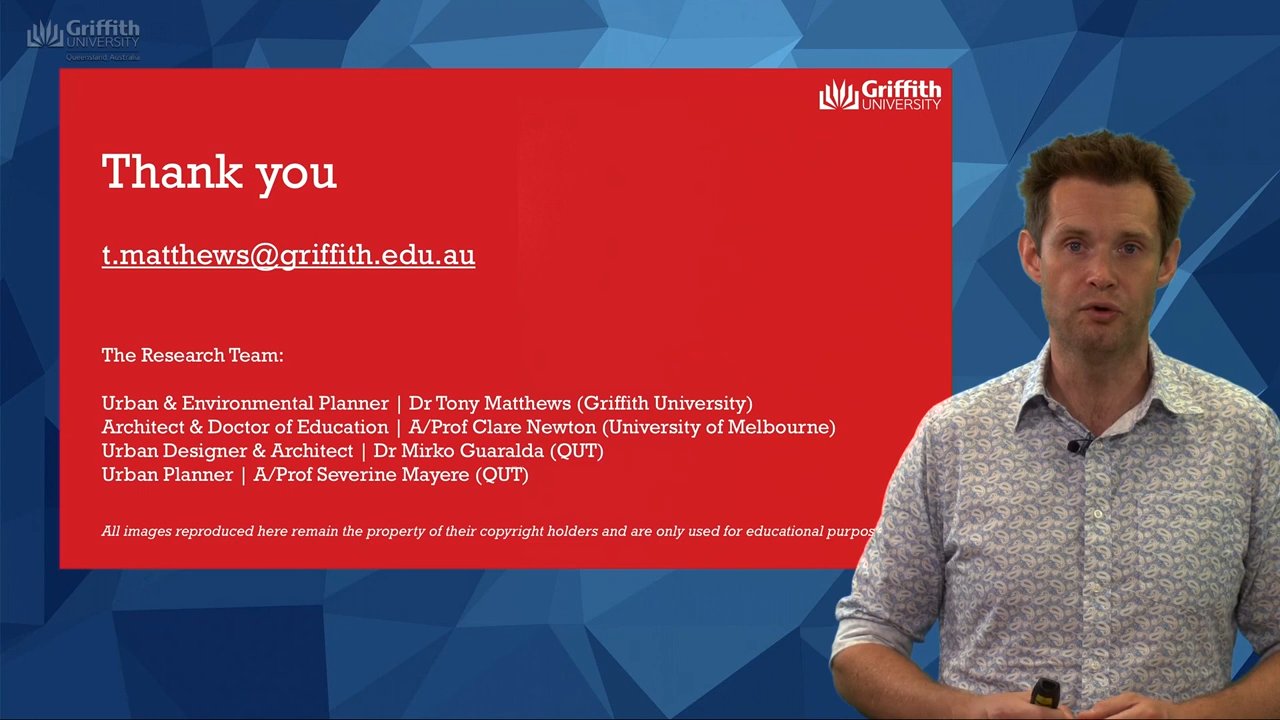 Griffith
UNIVERSITY
Queensland Australia
Griffith
UNIVERSITY
Thank you
t.matthews@griffith.edu.au
The Research Team:
Urban & Environmental Planner | Dr Tony Matthews (Griffith University)
Architect & Doctor of Education | A/Prof Clare Newton (University of Melbourne)
Urban Designer & Architect | Dr Mirko Guaralda (QUT)
Urban Planner | A/Prof Severine Mayere (QUT)
All images reproduced here remain the property of their copyright holders and are only used for educational